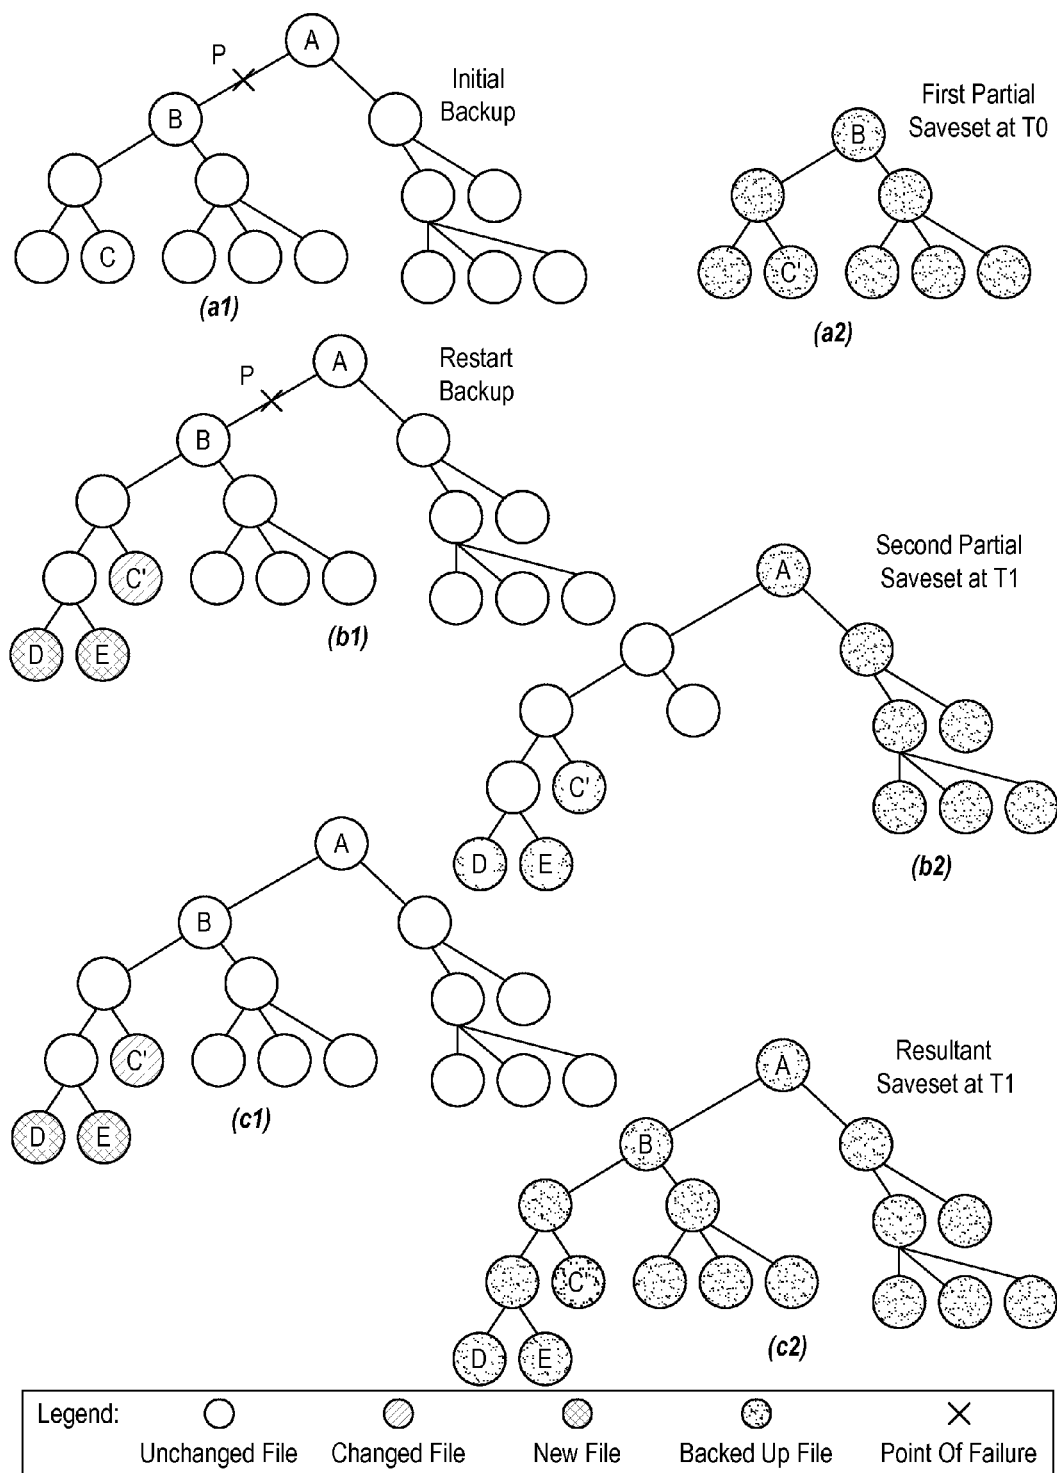 P
A
Initial
Backup
B
C
(a1)
First Partial
Saveset at T0
B
C'
(a2)
P
A
Restart
Backup
B
C'
D
E
(b1)
Second Partial
Saveset at T1
A
C'
D
E
(b2)
A
B
C'
D
E
(c1)
Resultant
Saveset at T1
A
B
C'
D
E
(c2)
Legend:
Unchanged File
Changed File
New File
Backed Up File
Point Of Failure